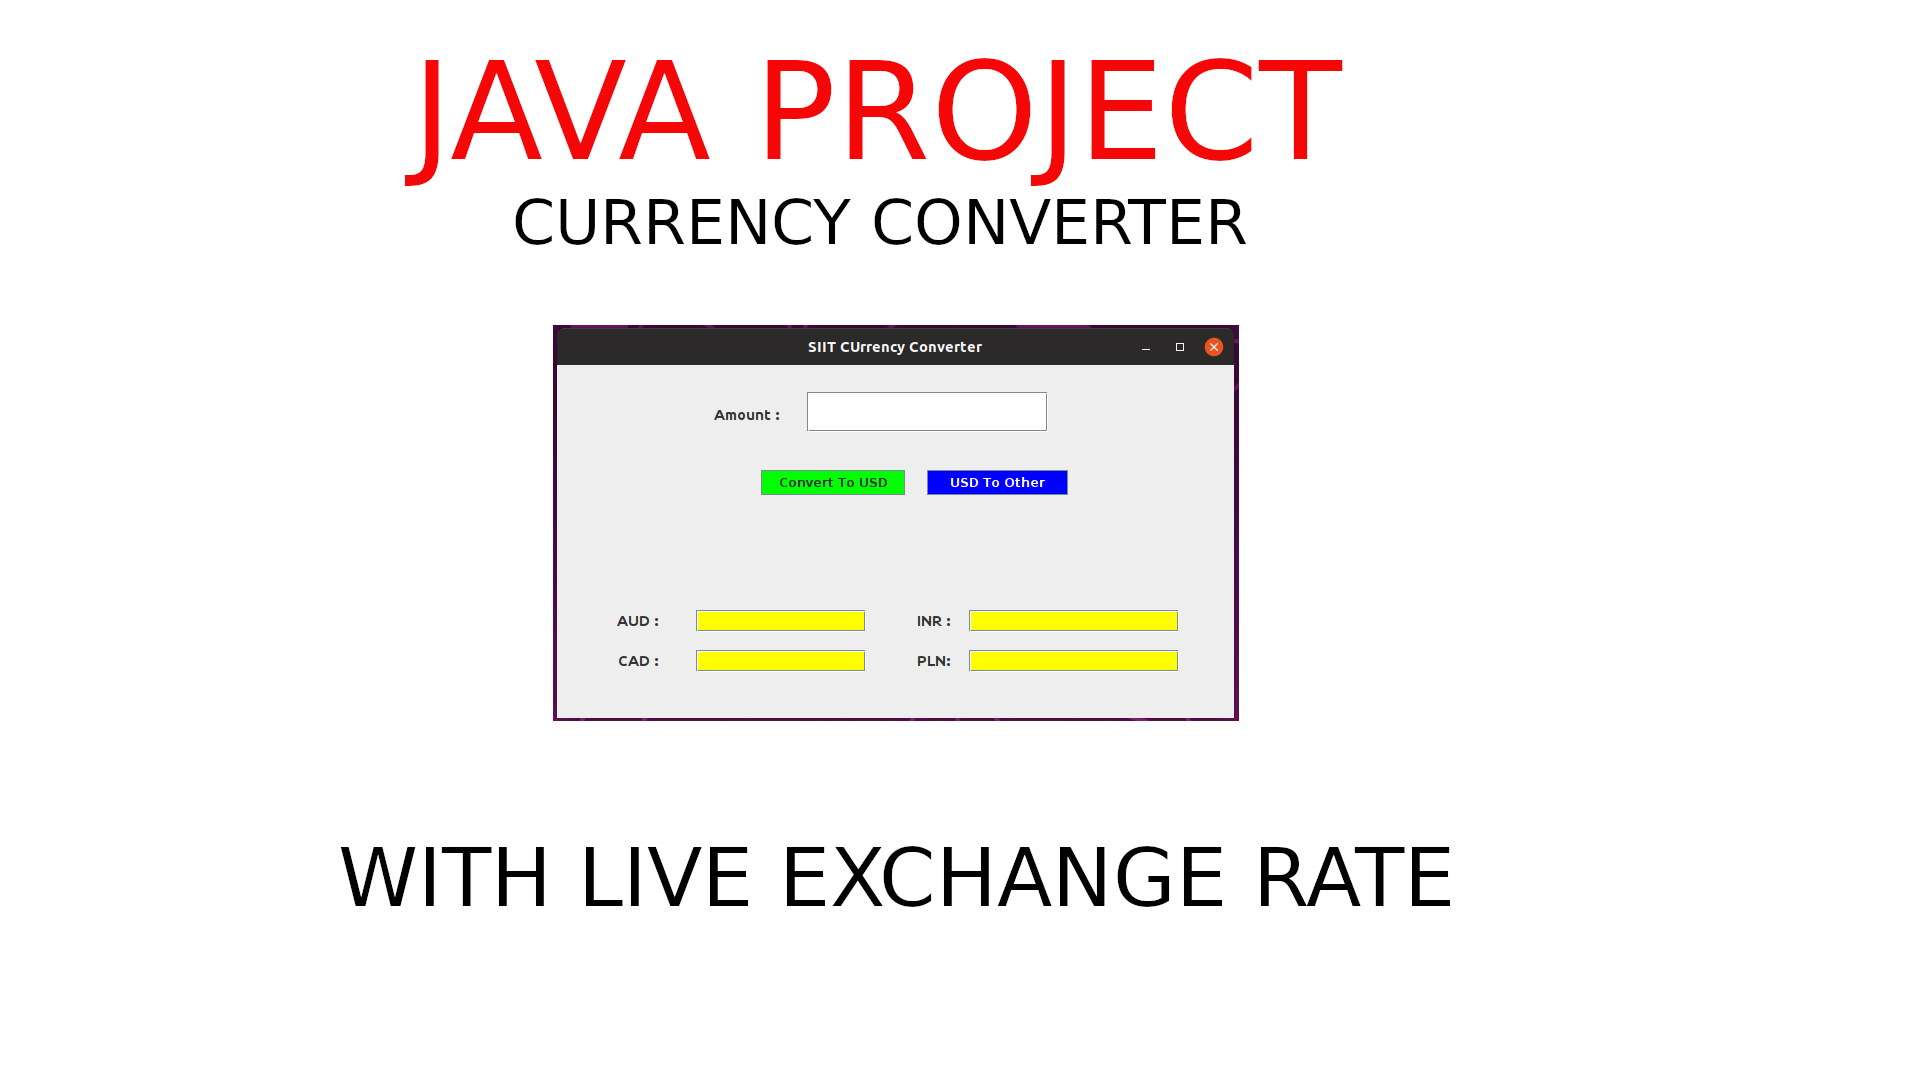 JAVA PROJECT
CURRENCY CONVERTER
SIIT CUrrency Converter
Amount :
Convert To USD USD To Other
AUD : INR :
CAD : PLN:
WITH LIVE EXCHANGE RATE